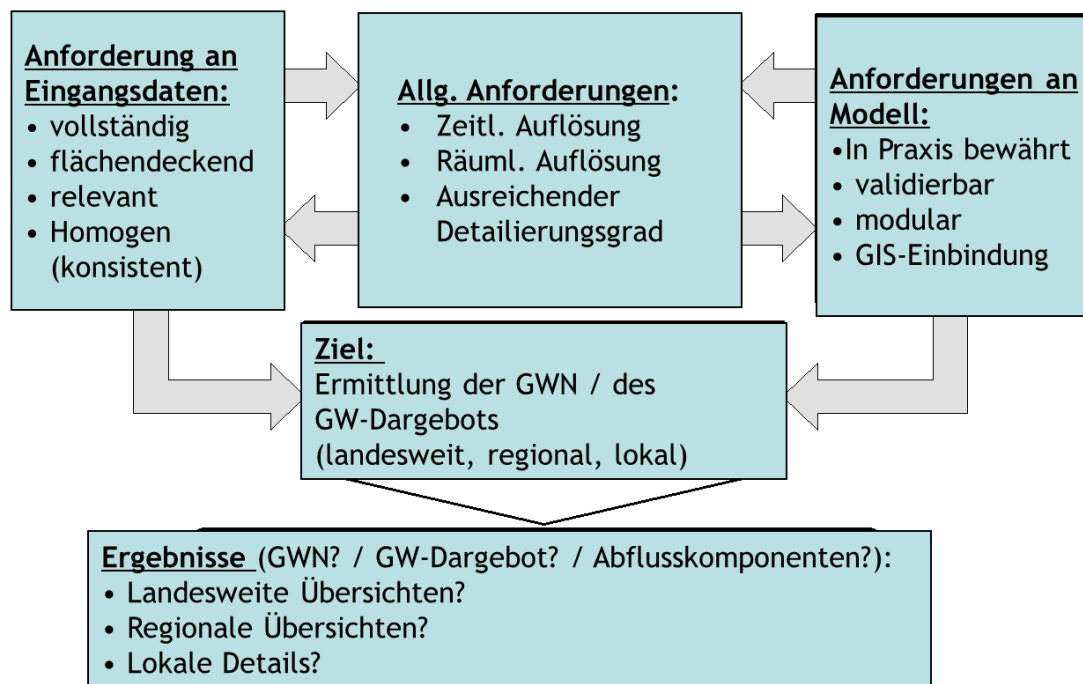 Anforderung an
Eingangsdaten:
• vollständig
• flächendeckend
• relevant
• Homogen
(konsistent)
Allg. Anforderungen:
• Zeitl. Auflösung
• Räuml. Auflösung
• Ausreichender
Detailierungsgrad
Anforderungen an
Modell:
•In Praxis bewährt
• validierbar
• modular
• GIS-Einbindung
Ziel:
Ermittlung der GWN / des
GW-Dargebots
(landesweit, regional, lokal)
Ergebnisse (GWN? / GW-Dargebot? / Abflusskomponenten?):
• Landesweite Übersichten?
• Regionale Übersichten?
• Lokale Details?